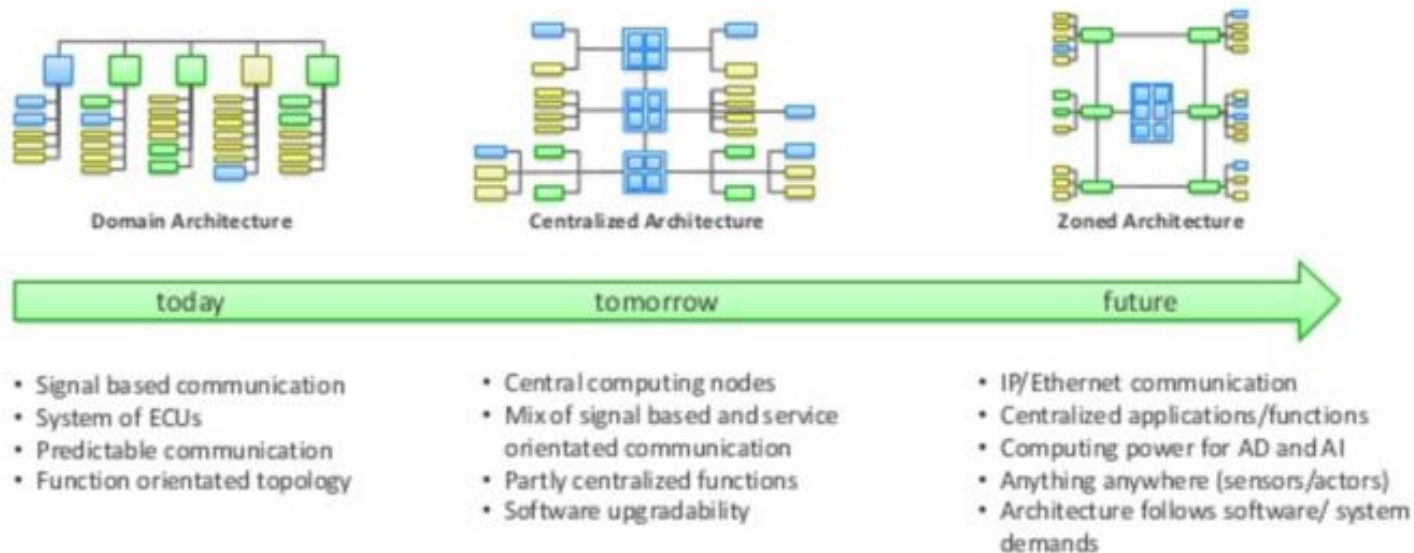 Domain Architecture
Centralized Architecture
Zoned Architecture
today
tomorrow
future
• Signal based communication
• System of ECUs
• Predictable communication
• Function orientated topology
• Central computing nodes
• Mix of signal based and service
orientated communication
• Partly centralized functions
• Software upgradability
• IP/Ethernet communication
• Centralized applications/functions
• Computing power for AD and AI
• Anything anywhere (sensors/actors)
• Architecture follows software/ system
demands